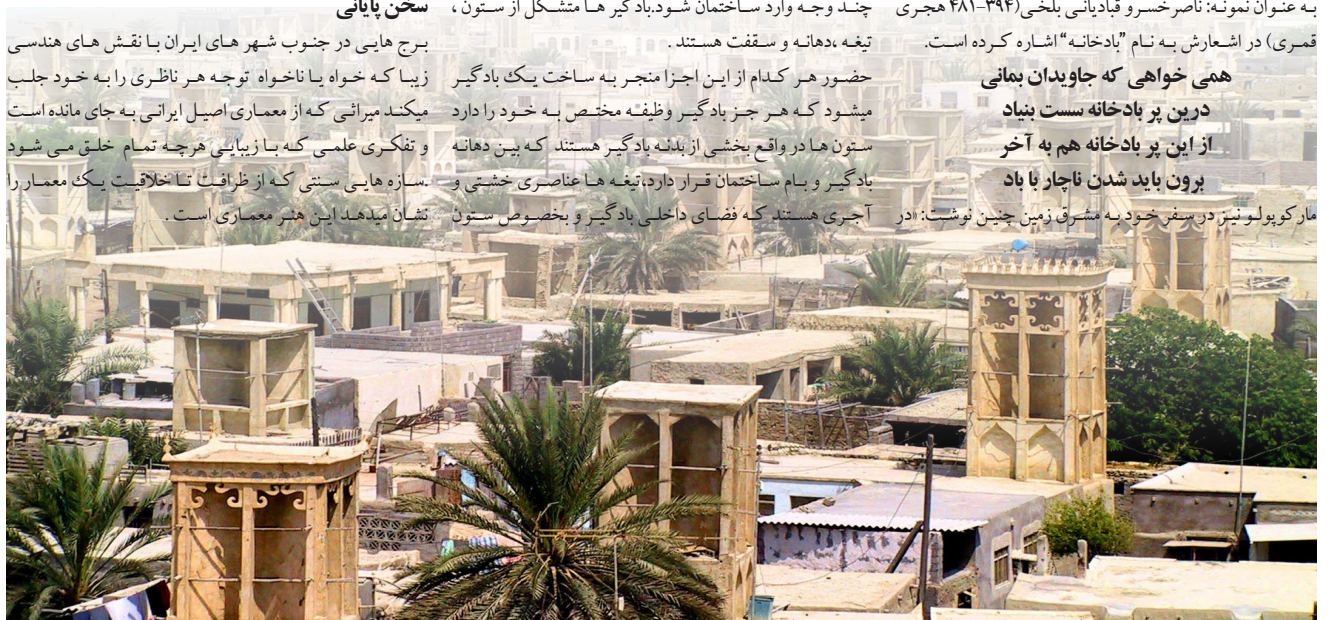 به عنوان نمونه: ناصرخسرو قبادیانی بلخی(۳۹۴-۴۸۱ هجری
قمری) در اشعارش به نام "بادخانه" اشاره کرده است.
همی خواهی که جاویدان بمانی
درین پر بادخانه سست بنیاد
از این پر بادخانه هم به آخر
برون باید شدن ناچار با باد
مارکوپولو نیز در سفر خود به مشرق زمین چنین نوشت: «در
چند وجه وارد ساختمان شود.بادگیر ها متشکل از ستون ،
تیغه ،دهانه و سقفت هستند .
حضور هر کدام از این اجزا منجر به ساخت یک بادگیر
میشود که هر جز بادگیر وظیفه مختص به خود را دارد
ستون ها در واقع بخشی از بدنه بادگیر هستند که بین دهانه
بادگیر و بام ساختمان قرار دارد،تیغه ها عناصری خشتی و
آجری هستند که فضای داخلی بادگیر و بخصوص ستون
سخن پایانی
برج هایی در جنوب شهر های ایران با نقش های هندسی
زیبا که خواه یا ناخواه توجه هر ناظری را به خود جلب
میکند میراثی که از معماری اصیل ایرانی به جای مانده است
و تفکری علمی که با زیبایی هرچه تمام خلق می شود
.سازه هایی سنتی که از ظرافت تا خلاقیت یک معمار را
نشان میدهد این هنر معماری است .